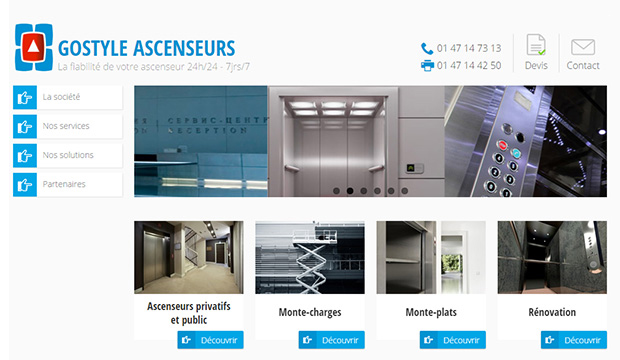 GOSTYLE ASCENSEURS
La fiabilité de votre ascenseur 24h/24 - 7jrs/7
01 47 14 73 13
01 47 14 42 50
Devis
Contact
La société
Nos services
Nos solutions
Partenaires
СЕРВИС-ЦЕНТР
RECEPTION
Ascenseurs privatifs
et public
Monte-charges
Monte-plats
Rénovation
Découvrir
Découvrir
Découvrir
Découvrir